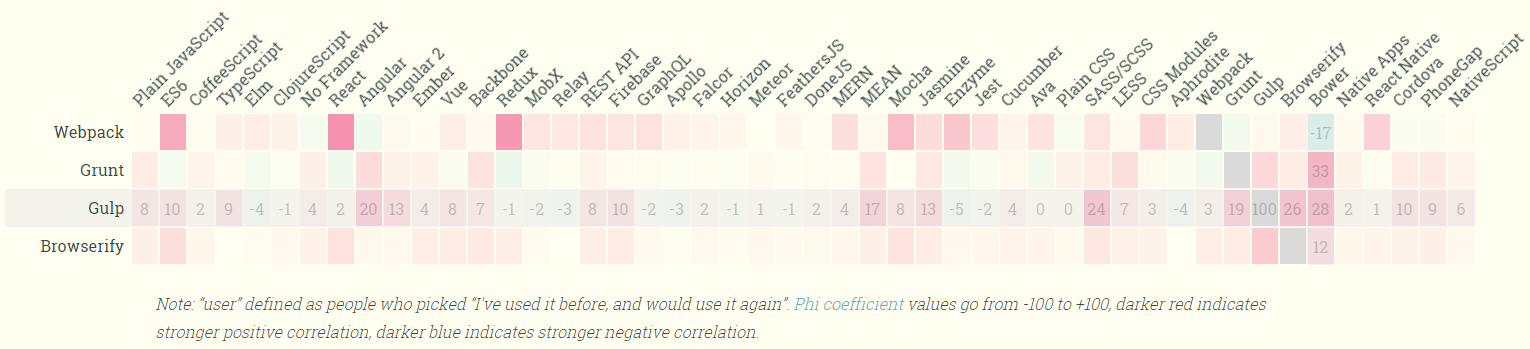 Plain JavaScript
ES6
CoffeeScript
TypeScript
Elm
ClojureScript
No Framework
React
Angular
Angular 2
Ember
Vue
Backbone
Redux
MobX
Relay
REST API
Firebase
GraphQL
Apollo
Falcor
Horizon
Meteor
FeathersJS
DoneJS
MERN
MEAN
Mocha
Jasmine
Enzyme
Jest
Cucumber
Ava
Plain CSS
SASS/SCSS
LESS
CSS Modules
Aphrodite
Webpack
Grunt
Gulp
Browserify
Bower
Native Apps
React Native
Cordova
PhoneGap
NativeScript
Webpack -17
Grunt 33
Gulp 8 10 2 9 -4 -1 4 2 20 13 4 8 7 -1 -2 -3 8 10 -2 -3 2 -1 1 -1 2 4 17 8 13 -5 -2 4 0 0 24 7 3 -4 3 19 100 26 28 2 1 10 9 6
Browserify 12
Note: “user” defined as people who picked “I've used it before, and would use it again”. Phi coefficient values go from -100 to +100, darker red indicates
stronger positive correlation, darker blue indicates stronger negative correlation.